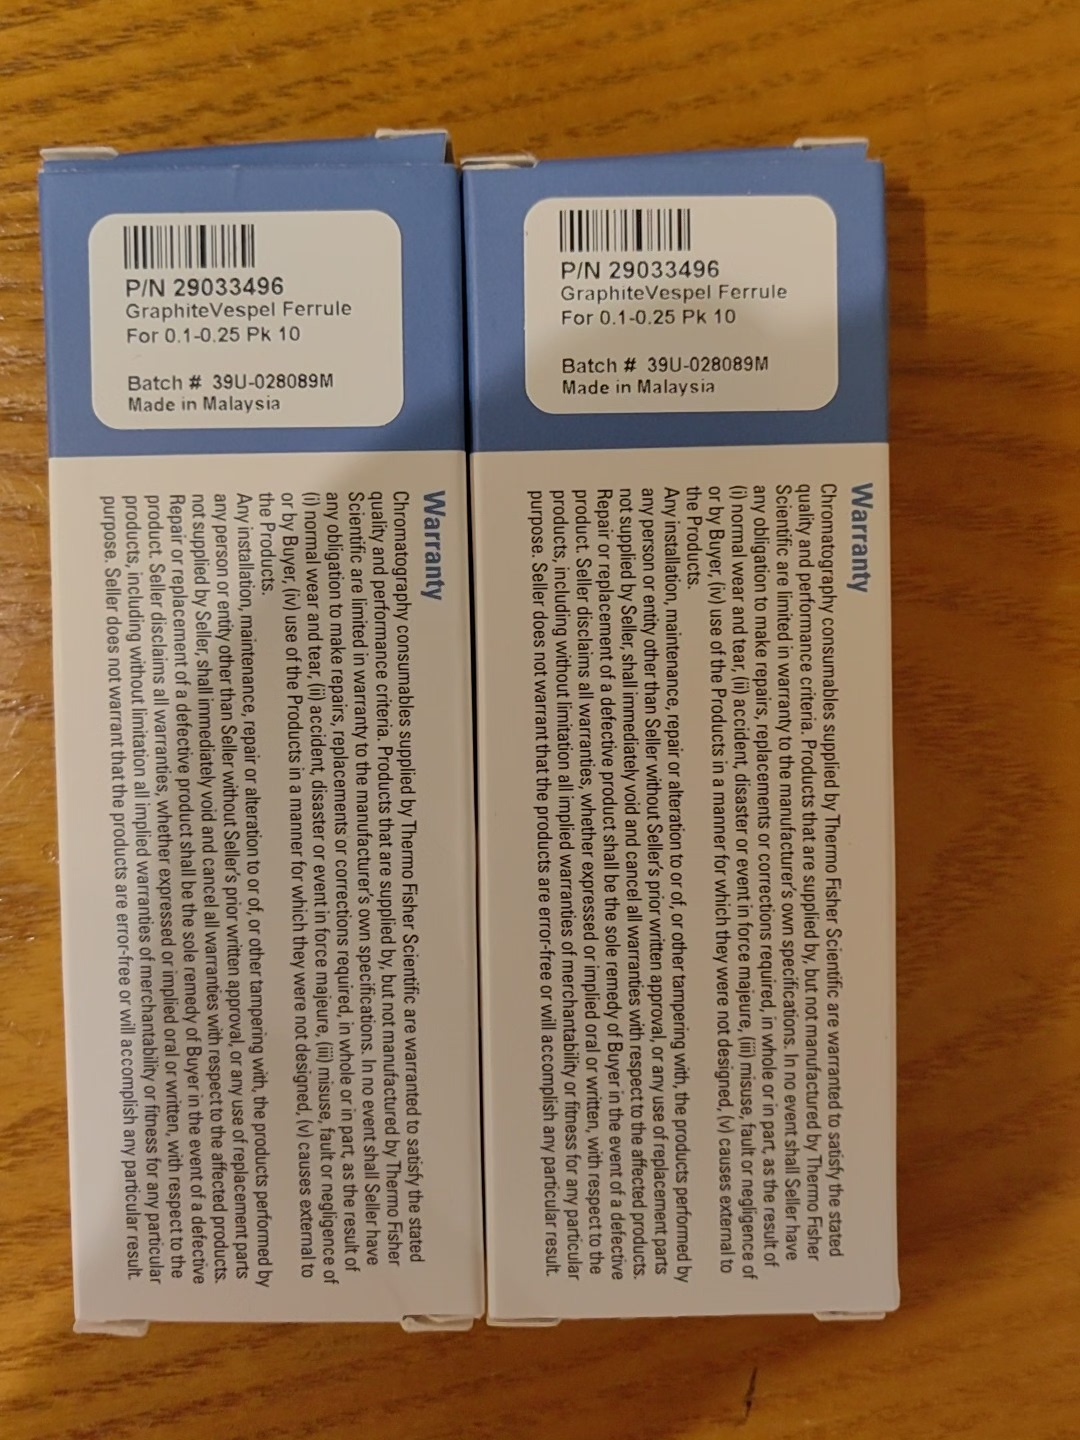 P/N 29033496
GraphiteVespel Ferrule
For 0.1-0.25 Pk 10
Batch # 39U-028089M
Made in Malaysia
Warranty
Chromatography consumables supplied by Thermo Fisher Scientific are warranted to satisfy the stated
quality and performance criteria. Products that are supplied by, but not manufactured by Thermo Fisher
Scientific are limited in warranty to the manufacturer's own specifications. In no event shall Seller have
any obligation to make repairs, replacements or corrections required, in whole or in part, as the result of
(i) normal wear and tear, (ii) accident, disaster or event in force majeure, (iii) misuse, fault or negligence of
or by Buyer, (iv) use of the Products in a manner for which they were not designed, (v) causes external to
the Products.
Any installation, maintenance, repair or alteration to or of, or other tampering with, the products performed by
any person or entity other than Seller without Seller's prior written approval, or any use of replacement parts
not supplied by Seller, shall immediately void and cancel all warranties with respect to the affected products.
Repair or replacement of a defective product shall be the sole remedy of Buyer in the event of a defective
product. Seller disclaims all warranties, whether expressed or implied oral or written, with respect to the
products, including without limitation all implied warranties of merchantability or fitness for any particular
purpose. Seller does not warrant that the products are error-free or will accomplish any particular result.
P/N 29033496
GraphiteVespel Ferrule
For 0.1-0.25 Pk 10
Batch # 39U-028089M
Made in Malaysia
Warranty
Chromatography consumables supplied by Thermo Fisher Scientific are warranted to satisfy the stated
quality and performance criteria. Products that are supplied by, but not manufactured by Thermo Fisher
Scientific are limited in warranty to the manufacturer's own specifications. In no event shall Seller have
any obligation to make repairs, replacements or corrections required, in whole or in part, as the result of
(i) normal wear and tear, (ii) accident, disaster or event in force majeure, (iii) misuse, fault or negligence of
or by Buyer, (iv) use of the Products in a manner for which they were not designed, (v) causes external to
the Products.
Any installation, maintenance, repair or alteration to or of, or other tampering with, the products performed by
any person or entity other than Seller without Seller's prior written approval, or any use of replacement parts
not supplied by Seller, shall immediately void and cancel all warranties with respect to the affected products.
Repair or replacement of a defective product shall be the sole remedy of Buyer in the event of a defective
product. Seller disclaims all warranties, whether expressed or implied oral or written, with respect to the
products, including without limitation all implied warranties of merchantability or fitness for any particular
purpose. Seller does not warrant that the products are error-free or will accomplish any particular result.